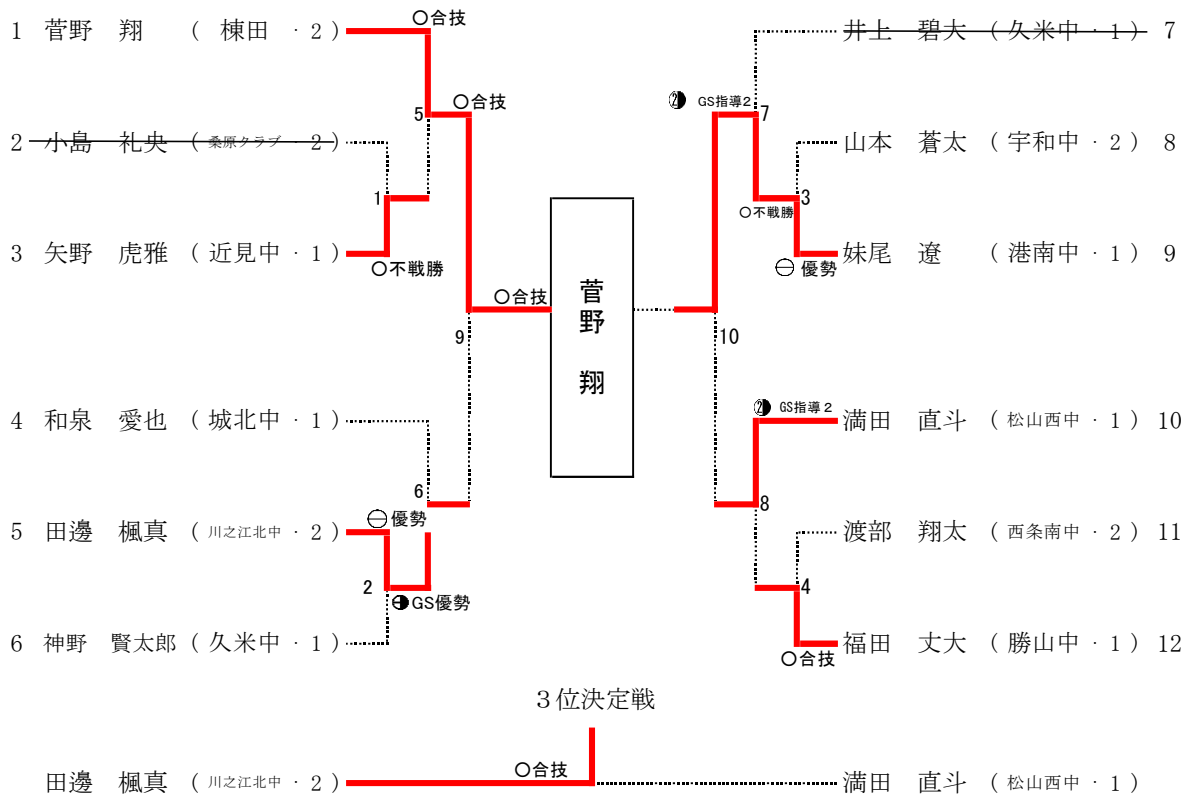 ○合技
1 菅野 翔 ( 棟田 ・ 2 )
井上 碧大 ( 久米中 ・ 1 ) 7
② GS指導2
○合技
5
7
2 小島 礼央 ( 桑原クラブ ・ 2 )
山本 蒼太 ( 宇和中 ・ 2 ) 8
1
3
○不戦勝
3 矢野 虎雅 ( 近見中 ・ 1 )
妹尾 遼 ( 港南中 ・ 1 ) 9
○不戦勝
優勢
○合技
菅野 翔
9
10
② GS指導2
4 和泉 愛也 ( 城北中 ・ 1 )
満田 直斗 ( 松山西中 ・ 1 ) 10
6
8
優勢
5 田邊 楓真 ( 川之江北中 ・ 2 )
渡部 翔太 ( 西条南中 ・ 2 ) 11
2
4
GS優勢
6 神野 賢太郎 ( 久米中 ・ 1 )
福田 丈大 ( 勝山中 ・ 1 ) 12
○合技
3位決定戦
○合技
田邊 楓真 ( 川之江北中 ・ 2 )
満田 直斗 ( 松山西中 ・ 1 )